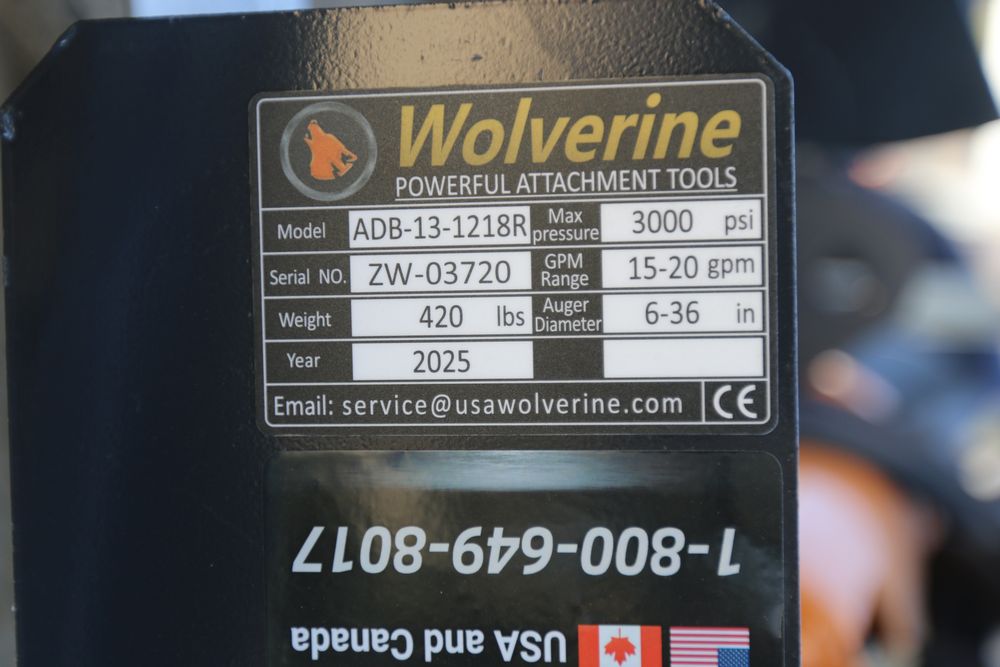 Wolverine
POWERFUL ATTACHMENT TOOLS
Model ADB-13-1218R Max pressure 3000 psi
Serial NO. ZW-03720 GPM Range 15-20 gpm
Weight 420 lbs Auger Diameter 6-36 in
Year 2025
Email: service@usawolverine.com CE
1-800-649-8017
USA and Canada